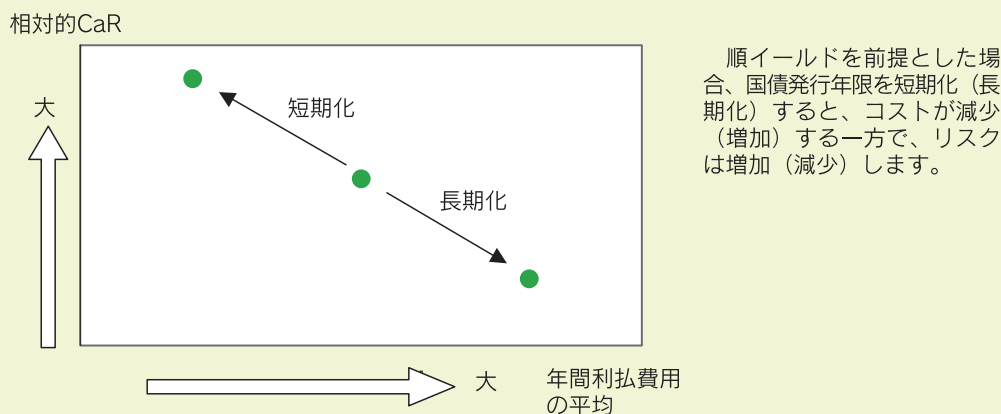 相対的CaR
大
短期化
長期化
大
年間利払費用
の平均
順イールドを前提とした場
合、国債発行年限を短期化（長
期化）すると、コストが減少
（増加）する一方で、リスク
は増加（減少）します。